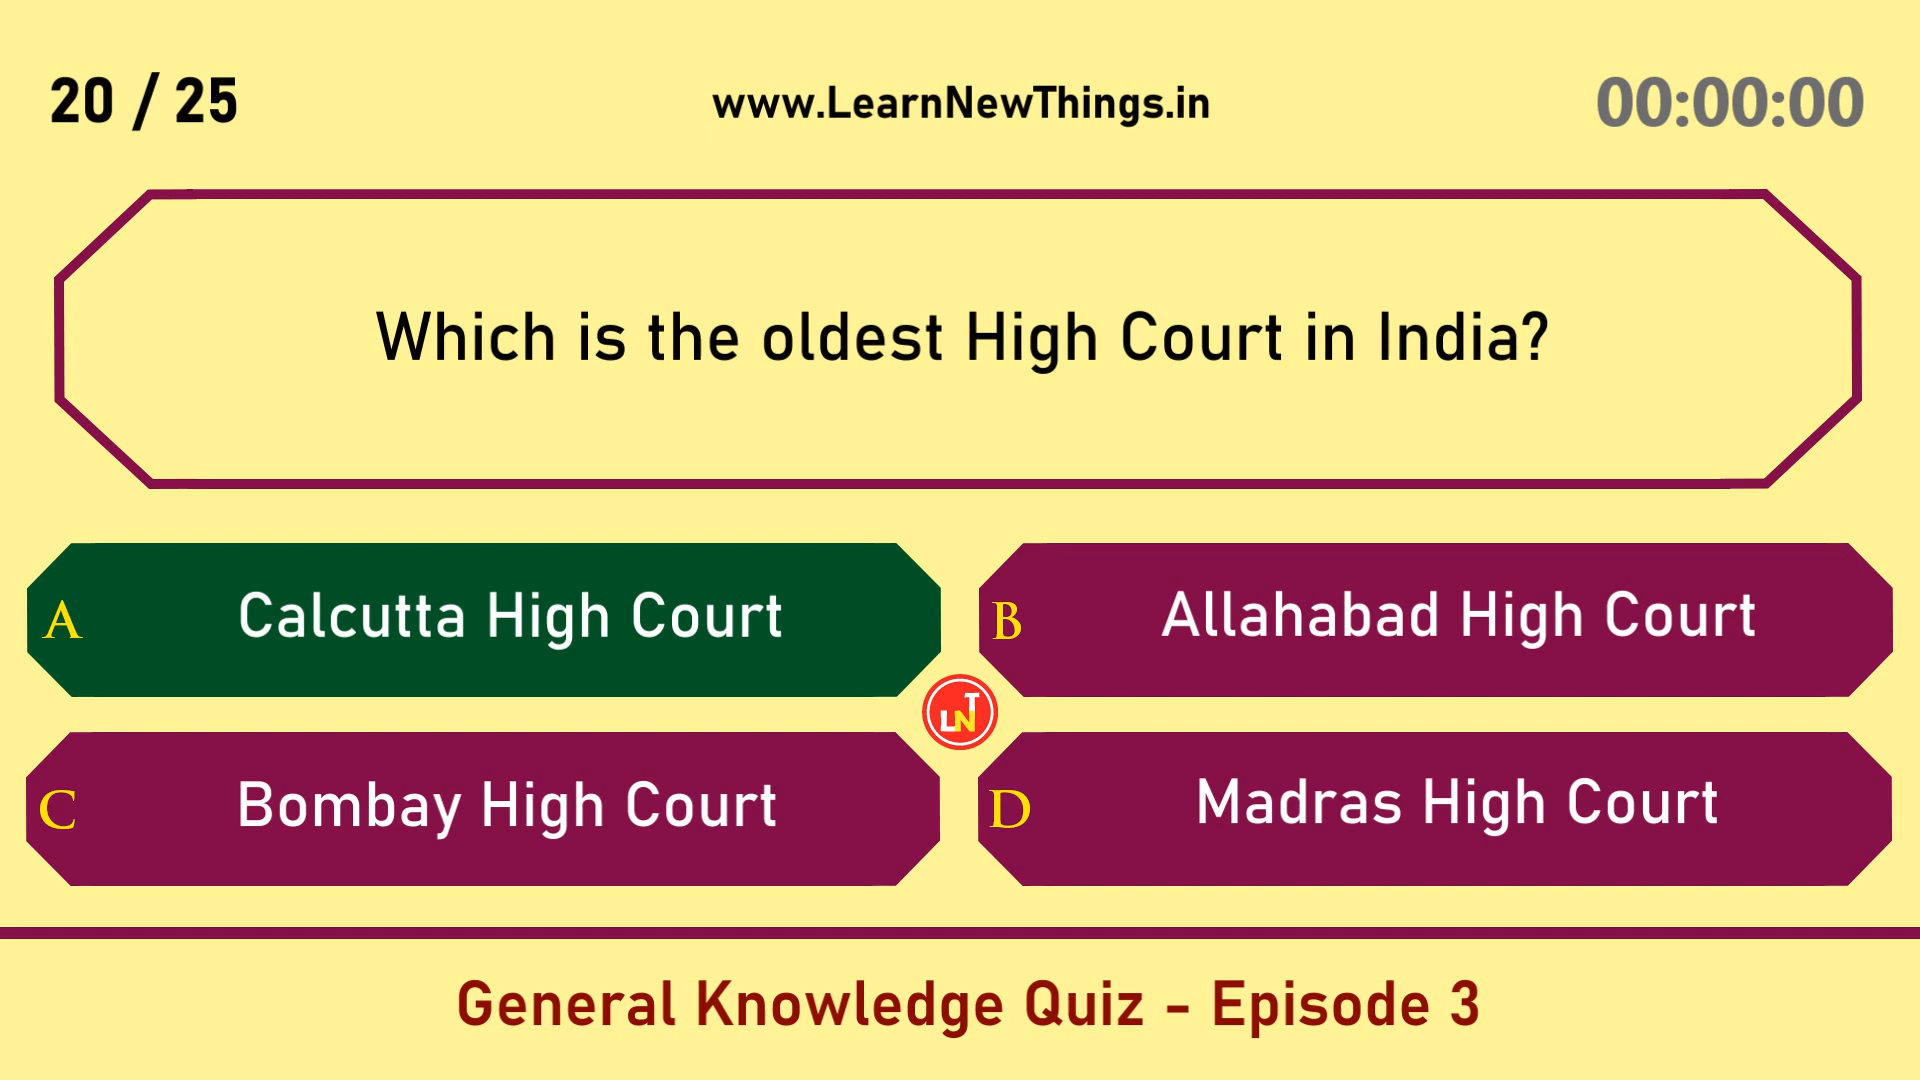 20 / 25
www.LearnNewThings.in
00:00:00
Which is the oldest High Court in India?
A Calcutta High Court
B Allahabad High Court
LNT
C Bombay High Court
D Madras High Court
General Knowledge Quiz - Episode 3